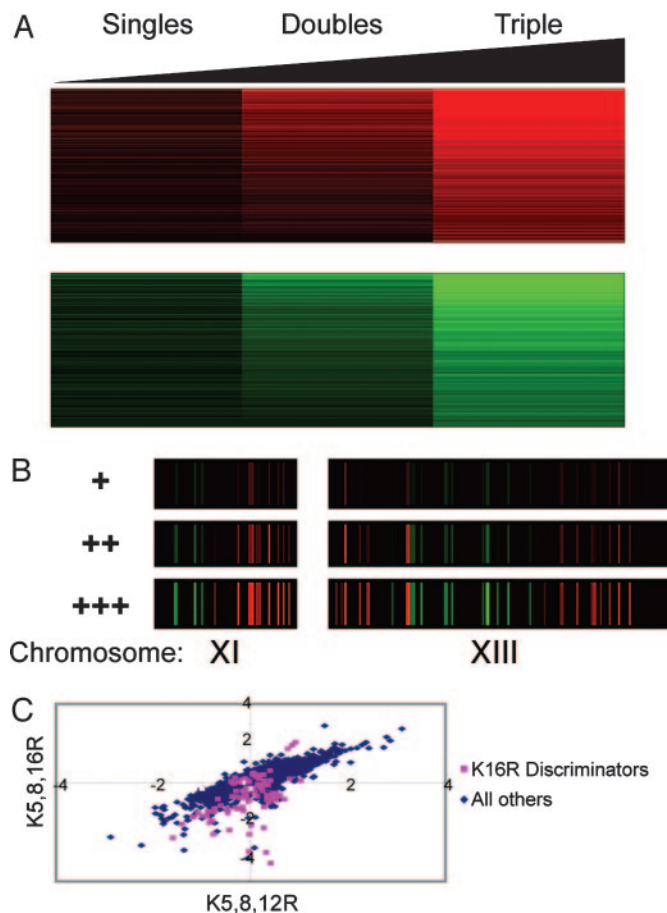 A
Singles Doubles Triple
B
+
++
+++
Chromosome: XI XIII
C
4
2
-4 -2 2 4
-2
-4
K5,8,16R
K5,8,12R
K16R Discriminators
All others